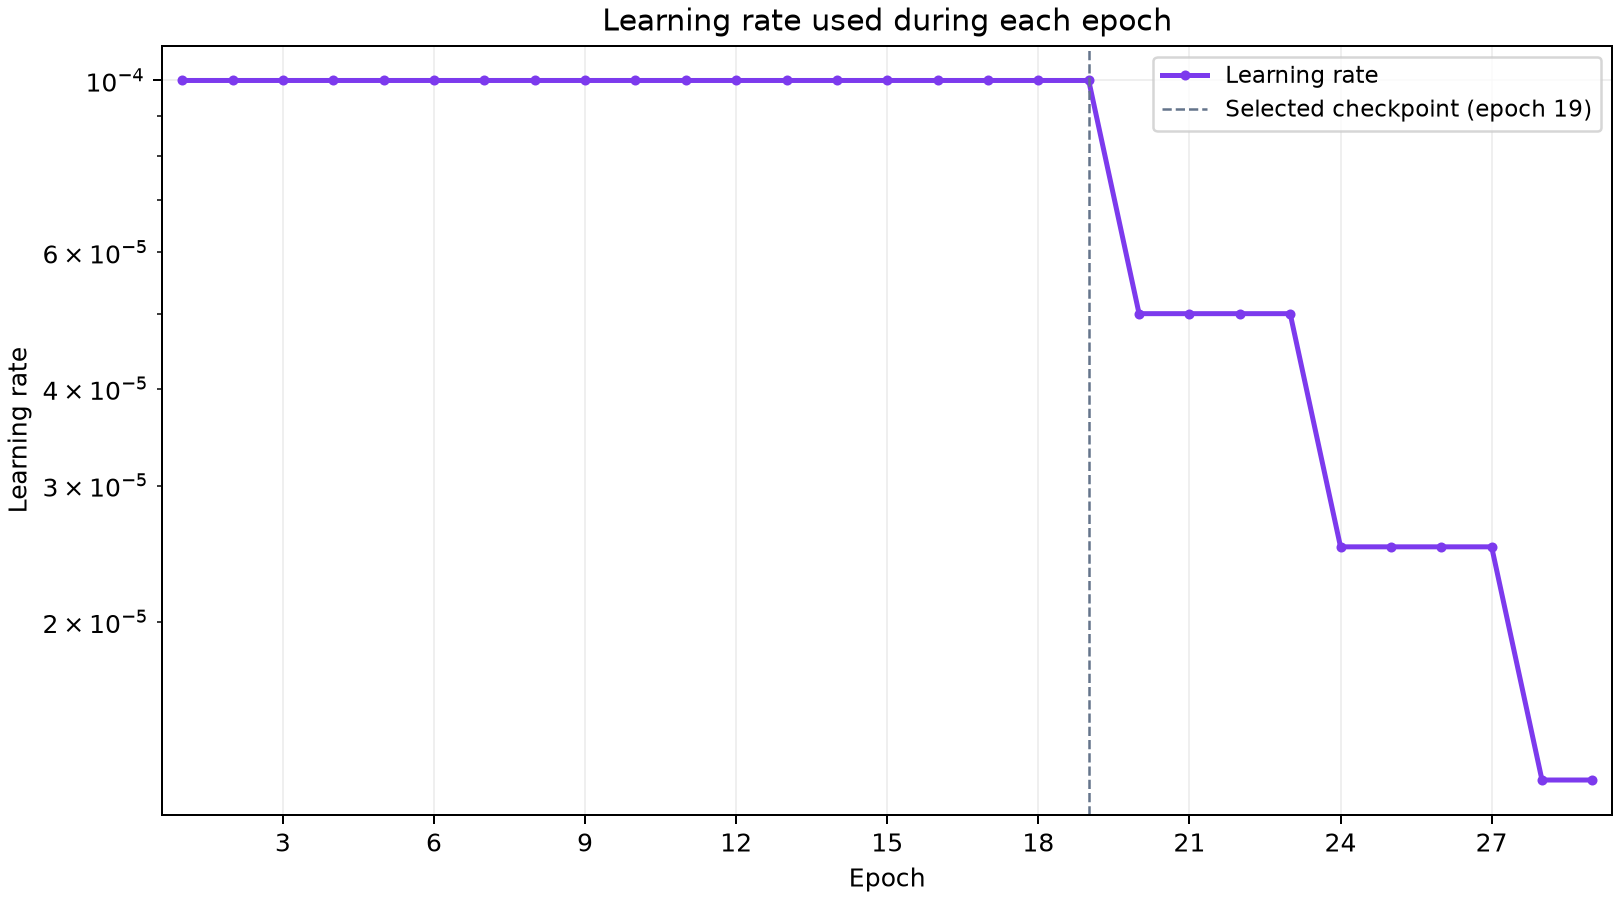 Learning rate used during each epoch
Learning rate
Selected checkpoint (epoch 19)
10⁻⁴
6 × 10⁻⁵
4 × 10⁻⁵
3 × 10⁻⁵
2 × 10⁻⁵
Learning rate
3 6 9 12 15 18 21 24 27
Epoch